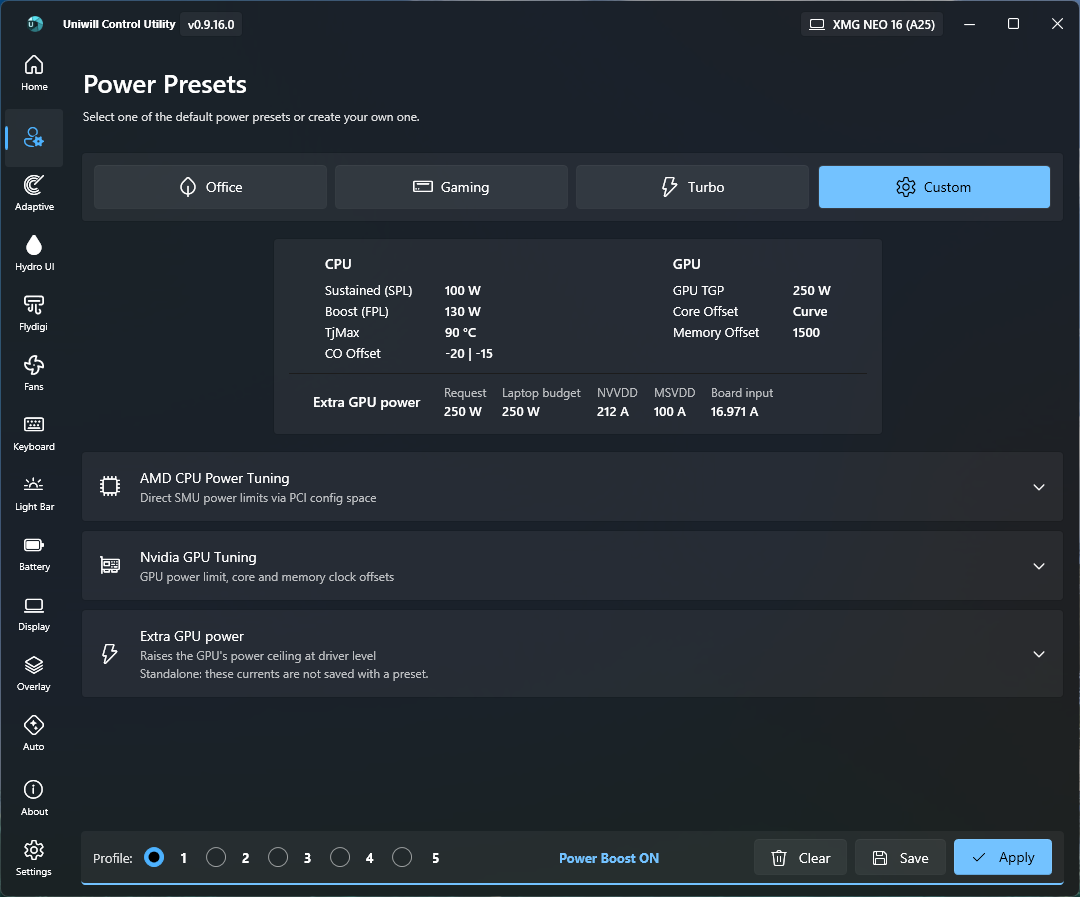 Uniwill Control Utility v0.9.16.0
XMG NEO 16 (A25)
Home
Adaptive
Hydro UI
Flydigi
Fans
Keyboard
Light Bar
Battery
Display
Overlay
Auto
About
Settings
Power Presets
Select one of the default power presets or create your own one.
Office Gaming Turbo Custom
CPU
Sustained (SPL) 100 W
Boost (FPL) 130 W
TjMax 90 °C
CO Offset -20 | -15
GPU
GPU TGP 250 W
Core Offset Curve
Memory Offset 1500
Extra GPU power
Request Laptop budget NVVDD MSVDD Board input
250 W 250 W 212 A 100 A 16.971 A
AMD CPU Power Tuning
Direct SMU power limits via PCI config space
Nvidia GPU Tuning
GPU power limit, core and memory clock offsets
Extra GPU power
Raises the GPU's power ceiling at driver level
Standalone: these currents are not saved with a preset.
Profile: 1 2 3 4 5 Power Boost ON Clear Save Apply